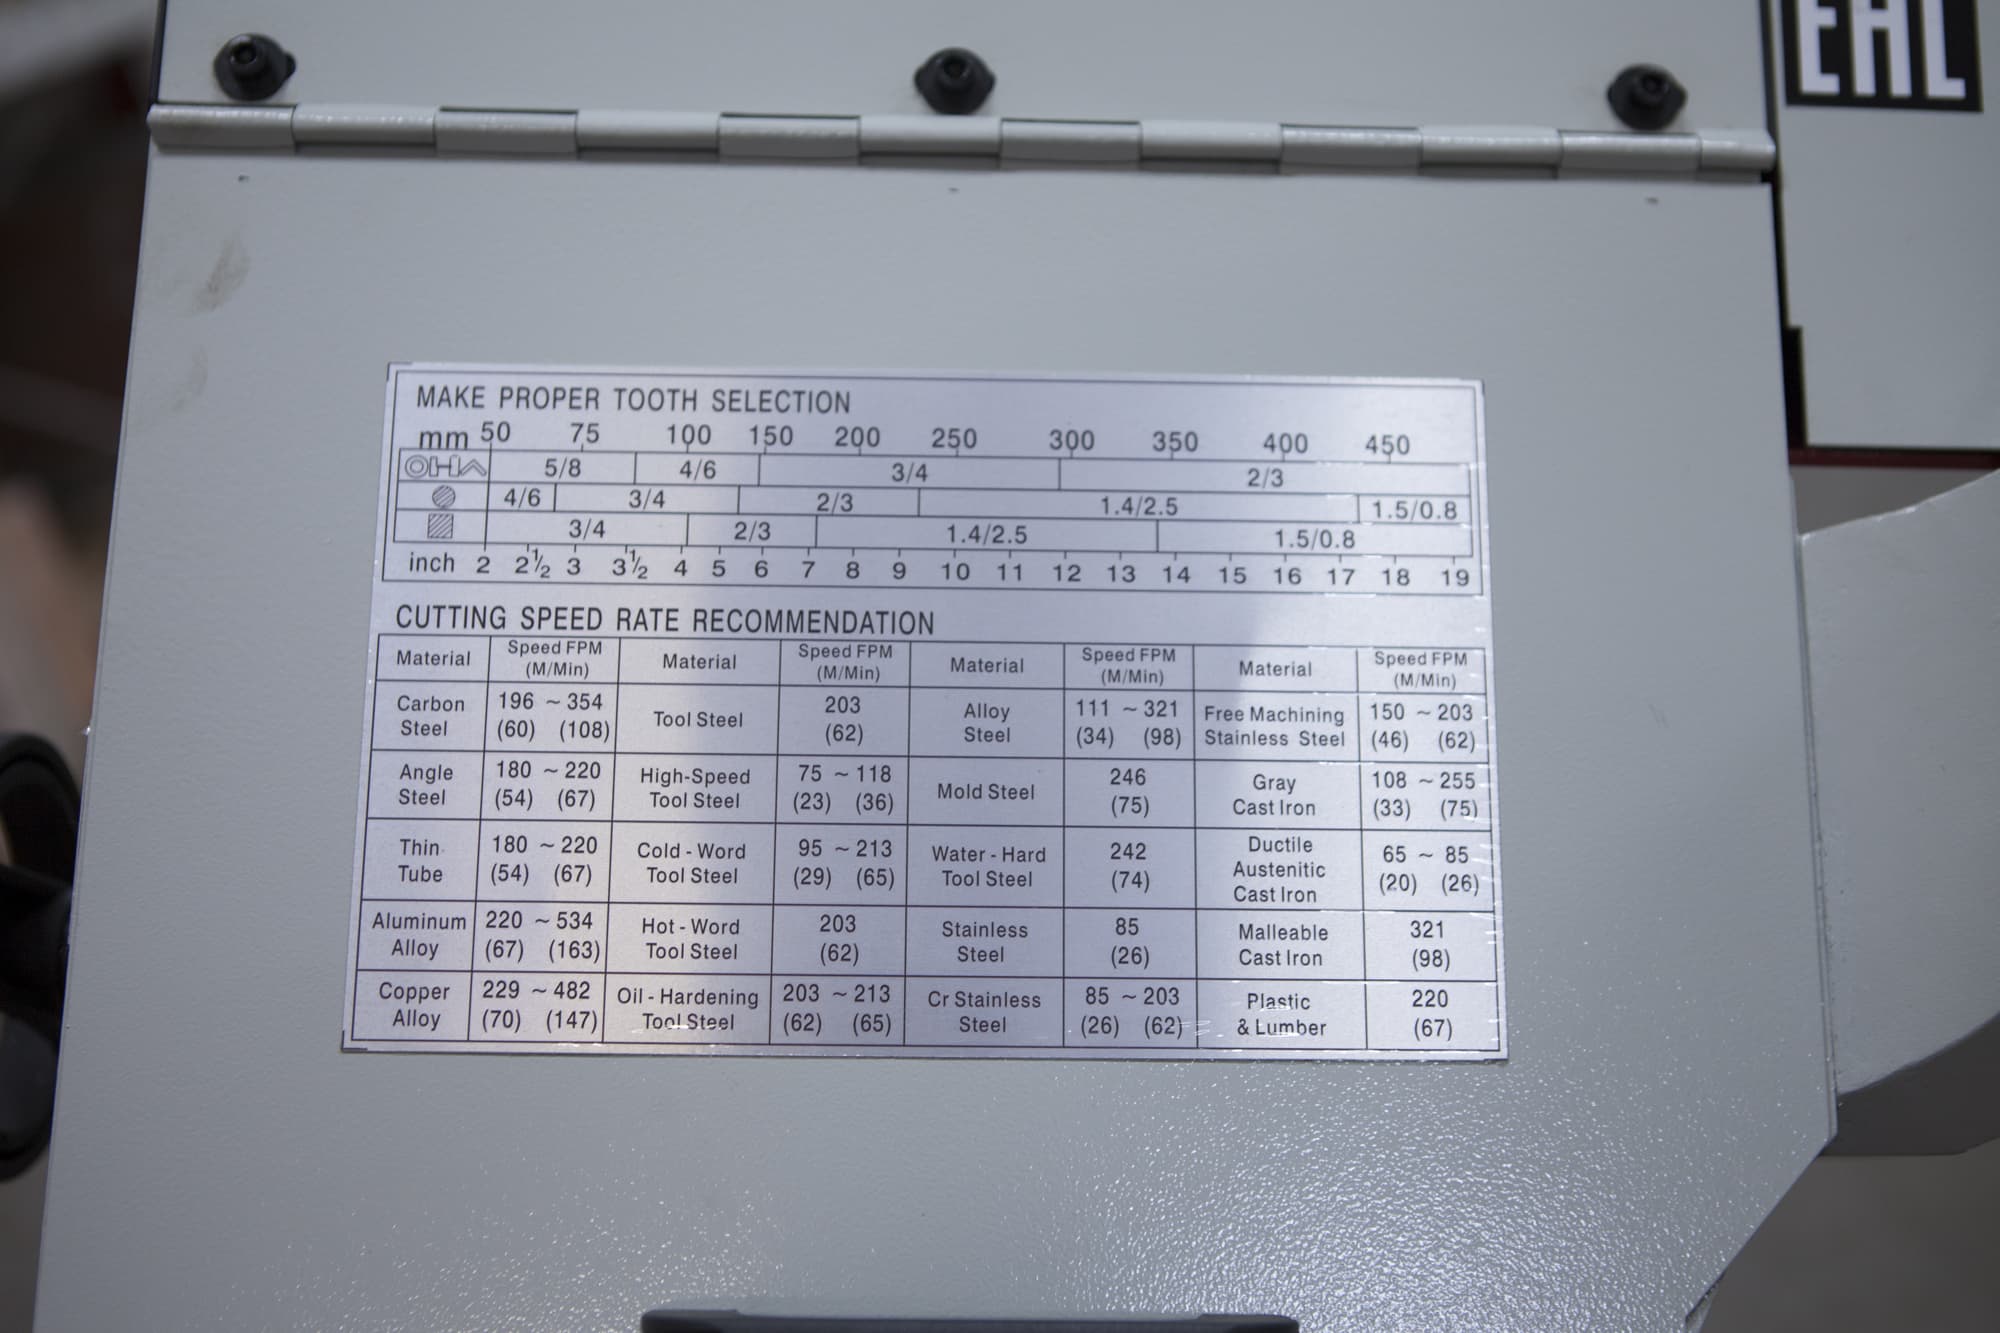 EAC
MAKE PROPER TOOTH SELECTION
mm 50 75 100 150 200 250 300 350 400 450
5/8 4/6 3/4 2/3
4/6 3/4 2/3 1.4/2.5 1.5/0.8
3/4 2/3 1.4/2.5 1.5/0.8
inch 2 2½ 3 3½ 4 5 6 7 8 9 10 11 12 13 14 15 16 17 18 19
CUTTING SPEED RATE RECOMMENDATION
Material Speed FPM (M/Min) Material Speed FPM (M/Min) Material Speed FPM (M/Min) Material Speed FPM (M/Min)
Carbon Steel 196 ~ 354 (60) (108) Tool Steel 203 (62) Alloy Steel 111 ~ 321 (34) (98) Free Machining Stainless Steel 150 ~ 203 (46) (62)
Angle Steel 180 ~ 220 (54) (67) High-Speed Tool Steel 75 ~ 118 (23) (36) Mold Steel 246 (75) Gray Cast Iron 108 ~ 255 (33) (75)
Thin Tube 180 ~ 220 (54) (67) Cold - Word Tool Steel 95 ~ 213 (29) (65) Water - Hard Tool Steel 242 (74) Ductile Austenitic Cast Iron 65 ~ 85 (20) (26)
Aluminum Alloy 220 ~ 534 (67) (163) Hot - Word Tool Steel 203 (62) Stainless Steel 85 (26) Malleable Cast Iron 321 (98)
Copper Alloy 229 ~ 482 (70) (147) Oil - Hardening Tool Steel 203 ~ 213 (62) (65) Cr Stainless Steel 85 ~ 203 (26) (62) Plastic & Lumber 220 (67)